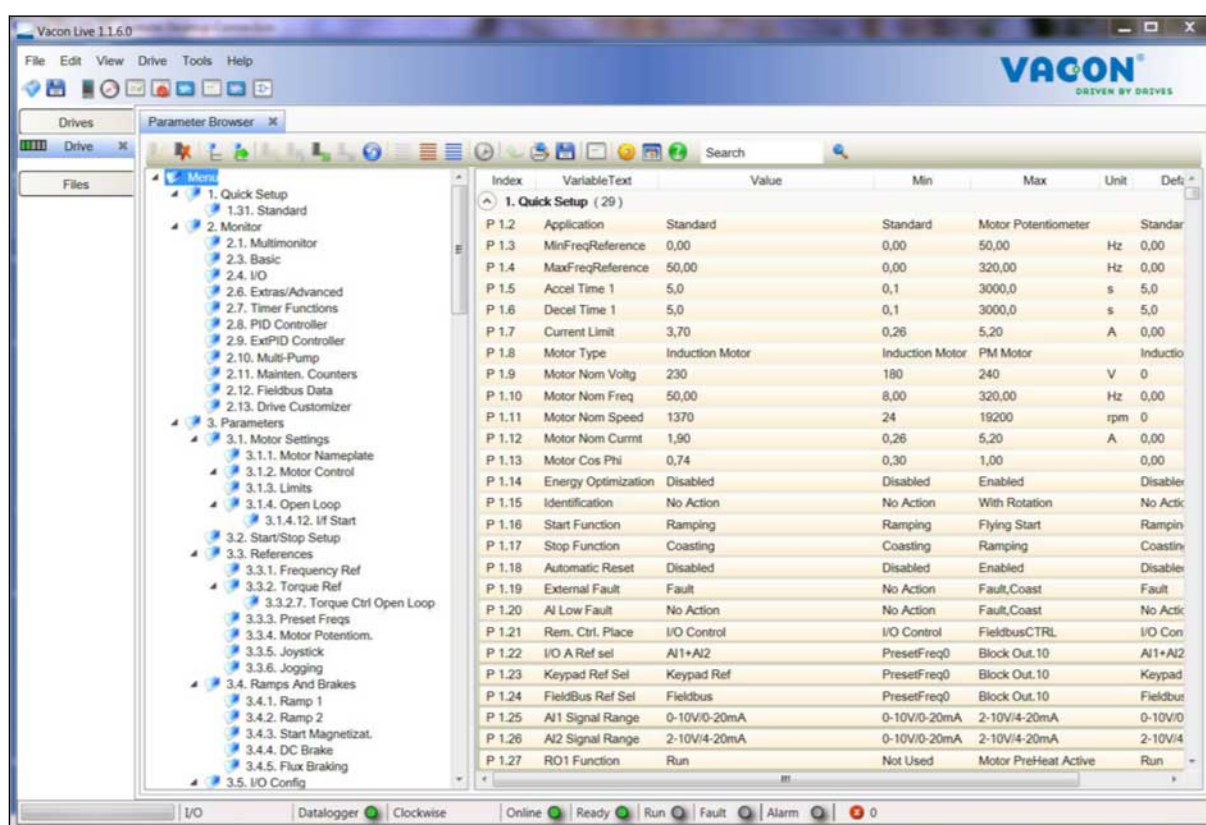 Vacon Live 1.1.6.0
File Edit View Drive Tools Help
VACON®
DRIVEN BY DRIVES
Drives
Drive
Files
Parameter Browser
Search
Menu
1. Quick Setup
1.31. Standard
2. Monitor
2.1. Multimonitor
2.3. Basic
2.4. I/O
2.6. Extras/Advanced
2.7. Timer Functions
2.8. PID Controller
2.9. ExtPID Controller
2.10. Multi-Pump
2.11. Mainten. Counters
2.12. Fieldbus Data
2.13. Drive Customizer
3. Parameters
3.1. Motor Settings
3.1.1. Motor Nameplate
3.1.2. Motor Control
3.1.3. Limits
3.1.4. Open Loop
3.1.4.12. I/f Start
3.2. Start/Stop Setup
3.3. References
3.3.1. Frequency Ref
3.3.2. Torque Ref
3.3.2.7. Torque Ctrl Open Loop
3.3.3. Preset Freqs
3.3.4. Motor Potentiom.
3.3.5. Joystick
3.3.6. Jogging
3.4. Ramps And Brakes
3.4.1. Ramp 1
3.4.2. Ramp 2
3.4.3. Start Magnetizat.
3.4.4. DC Brake
3.4.5. Flux Braking
3.5. I/O Config
Index VariableText Value Min Max Unit Defa
1. Quick Setup (29)
P 1.2 Application Standard Standard Motor Potentiometer Standar
P 1.3 MinFreqReference 0,00 0,00 50,00 Hz 0,00
P 1.4 MaxFreqReference 50,00 0,00 320,00 Hz 0,00
P 1.5 Accel Time 1 5,0 0,1 3000,0 s 5,0
P 1.6 Decel Time 1 5,0 0,1 3000,0 s 5,0
P 1.7 Current Limit 3,70 0,26 5,20 A 0,00
P 1.8 Motor Type Induction Motor Induction Motor PM Motor Inductio
P 1.9 Motor Nom Voltg 230 180 240 V 0
P 1.10 Motor Nom Freq 50,00 8,00 320,00 Hz 0,00
P 1.11 Motor Nom Speed 1370 24 19200 rpm 0
P 1.12 Motor Nom Currnt 1,90 0,26 5,20 A 0,00
P 1.13 Motor Cos Phi 0,74 0,30 1,00 0,00
P 1.14 Energy Optimization Disabled Disabled Enabled Disable
P 1.15 Identification No Action No Action With Rotation No Actio
P 1.16 Start Function Ramping Ramping Flying Start Rampin
P 1.17 Stop Function Coasting Coasting Ramping Coasting
P 1.18 Automatic Reset Disabled Disabled Enabled Disable
P 1.19 External Fault Fault No Action Fault,Coast Fault
P 1.20 AI Low Fault No Action No Action Fault,Coast No Actio
P 1.21 Rem. Ctrl. Place I/O Control I/O Control FieldbusCTRL I/O Con
P 1.22 I/O A Ref sel AI1+AI2 PresetFreq0 Block Out.10 AI1+AI2
P 1.23 Keypad Ref Sel Keypad Ref PresetFreq0 Block Out.10 Keypad
P 1.24 FieldBus Ref Sel Fieldbus PresetFreq0 Block Out.10 Fieldbus
P 1.25 AI1 Signal Range 0-10V/0-20mA 0-10V/0-20mA 2-10V/4-20mA 0-10V/0
P 1.26 AI2 Signal Range 2-10V/4-20mA 0-10V/0-20mA 2-10V/4-20mA 2-10V/4
P 1.27 RO1 Function Run Not Used Motor PreHeat Active Run
I/O Datalogger Clockwise Online Ready Run Fault Alarm 0